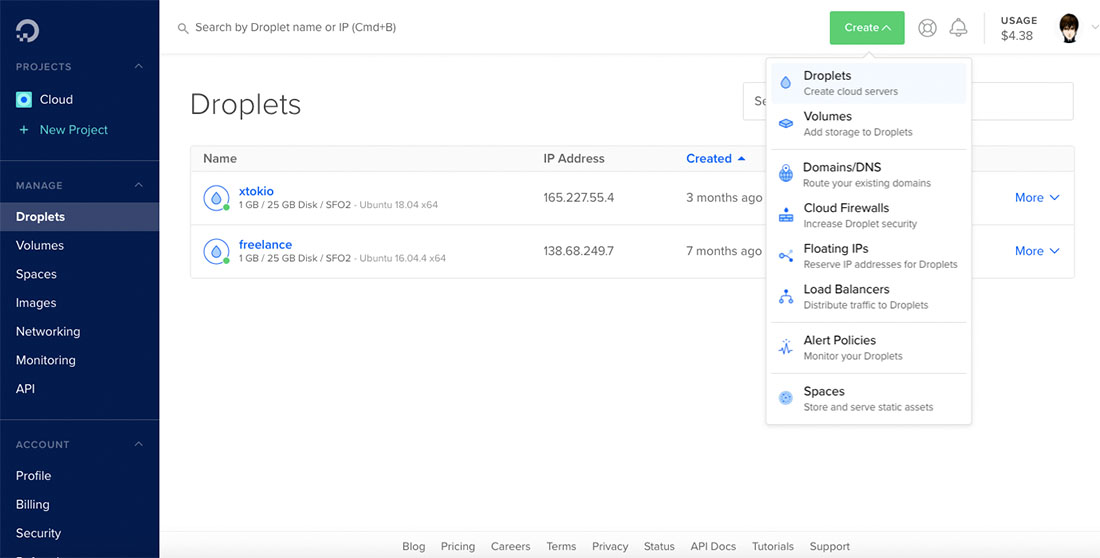 Search by Droplet name or IP (Cmd+B)
Create
USAGE
$4.38
PROJECTS
Cloud
+ New Project
MANAGE
Droplets
Volumes
Spaces
Images
Networking
Monitoring
API
ACCOUNT
Profile
Billing
Security
Droplets
Name
IP Address
Created
xtokio
1 GB / 25 GB Disk / SFO2 - Ubuntu 18.04 x64
165.227.55.4
3 months ago
More
freelance
1 GB / 25 GB Disk / SFO2 - Ubuntu 16.04.4 x64
138.68.249.7
7 months ago
More
Droplets
Create cloud servers
Volumes
Add storage to Droplets
Domains/DNS
Route your existing domains
Cloud Firewalls
Increase Droplet security
Floating IPs
Reserve IP addresses for Droplets
Load Balancers
Distribute traffic to Droplets
Alert Policies
Monitor your Droplets
Spaces
Store and serve static assets
Blog Pricing Careers Terms Privacy Status API Docs Tutorials Support